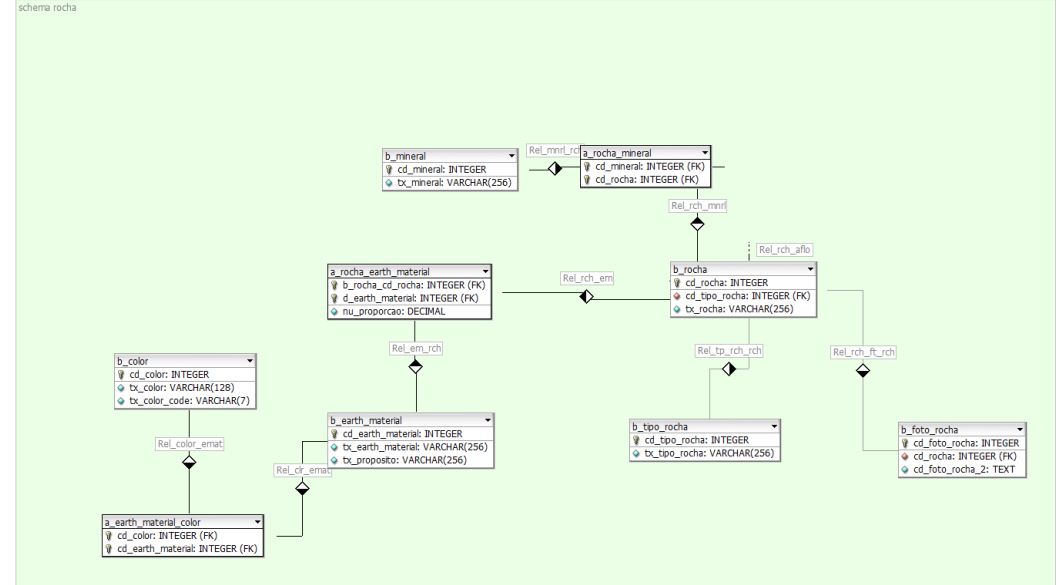 schema rocha
b_mineral
cd_mineral: INTEGER
tx_mineral: VARCHAR(256)
Rel_mnrl_rch
a_rocha_mineral
cd_mineral: INTEGER (FK)
cd_rocha: INTEGER (FK)
Rel_rch_mnrl
Rel_rch_aflo
a_rocha_earth_material
b_rocha_cd_rocha: INTEGER (FK)
d_earth_material: INTEGER (FK)
nu_proporcao: DECIMAL
Rel_rch_em
b_rocha
cd_rocha: INTEGER
cd_tipo_rocha: INTEGER (FK)
tx_rocha: VARCHAR(256)
Rel_em_rch
Rel_tp_rch_rch
Rel_rch_ft_rch
b_color
cd_color: INTEGER
tx_color: VARCHAR(128)
tx_color_code: VARCHAR(7)
Rel_color_emat
b_earth_material
cd_earth_material: INTEGER
tx_earth_material: VARCHAR(256)
tx_proposito: VARCHAR(256)
Rel_clr_emat
b_tipo_rocha
cd_tipo_rocha: INTEGER
tx_tipo_rocha: VARCHAR(256)
b_foto_rocha
cd_foto_rocha: INTEGER
cd_rocha: INTEGER (FK)
cd_foto_rocha_2: TEXT
a_earth_material_color
cd_color: INTEGER (FK)
cd_earth_material: INTEGER (FK)